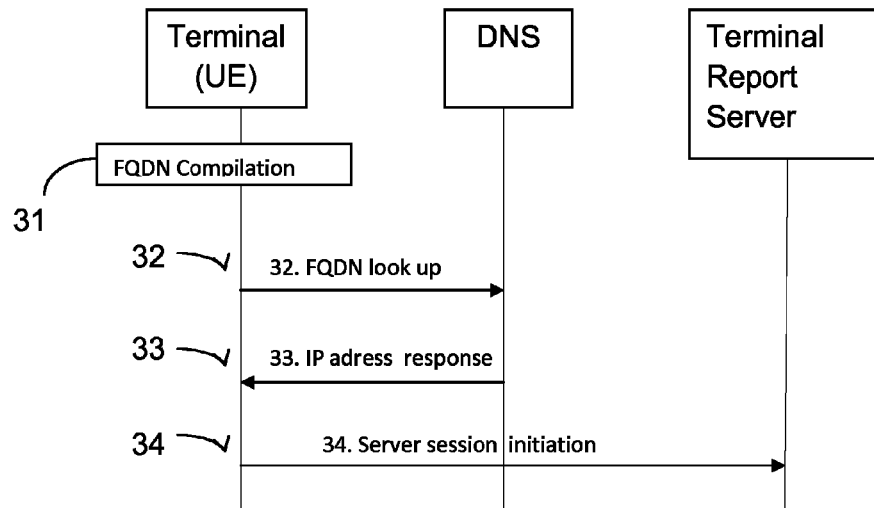 Terminal
(UE)
DNS
Terminal
Report
Server
FQDN Compilation
31
32
32. FQDN look up
33
33. IP adress response
34
34. Server session initiation